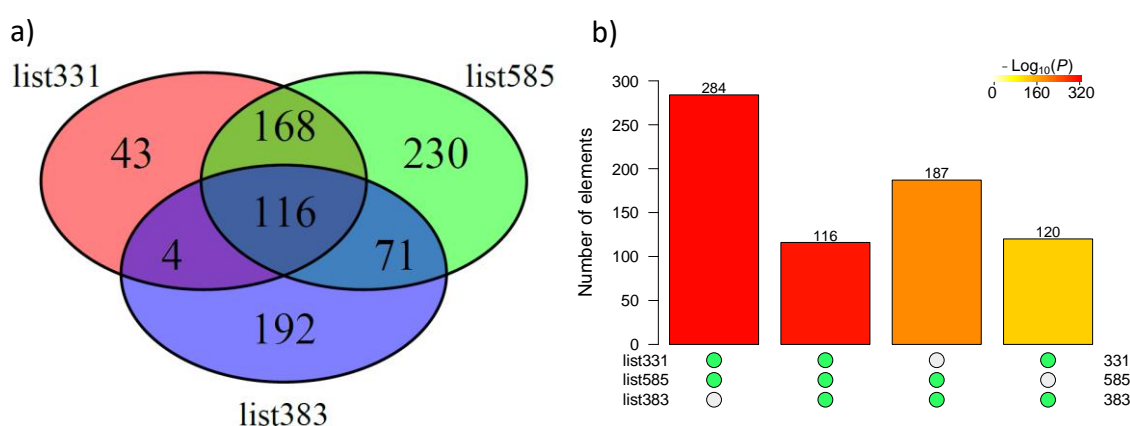 a)
list331
list585
43
168
230
116
4
71
192
list383
b)
– Log₁₀(P)
0 160 320
Number of elements
300
250
200
150
100
50
0
284
116
187
120
list331 331
list585 585
list383 383